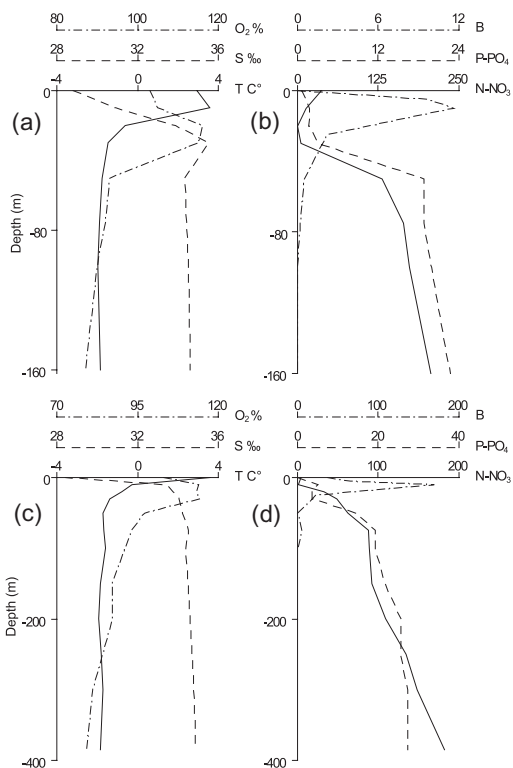 80 100 120 0 6 12
O₂ % B
28 32 36 0 12 24
S ‰ P-PO₄
-4 0 4 0 125 250
T C° N-NO₃
0 0
(a) (b)
Depth (m)
-80 -80
-160 -160
70 95 120 0 100 200
O₂ % B
28 32 36 0 20 40
S ‰ P-PO₄
-4 0 4 0 100 200
T C° N-NO₃
0 0
(c) (d)
Depth (m)
-200 -200
-400 -400